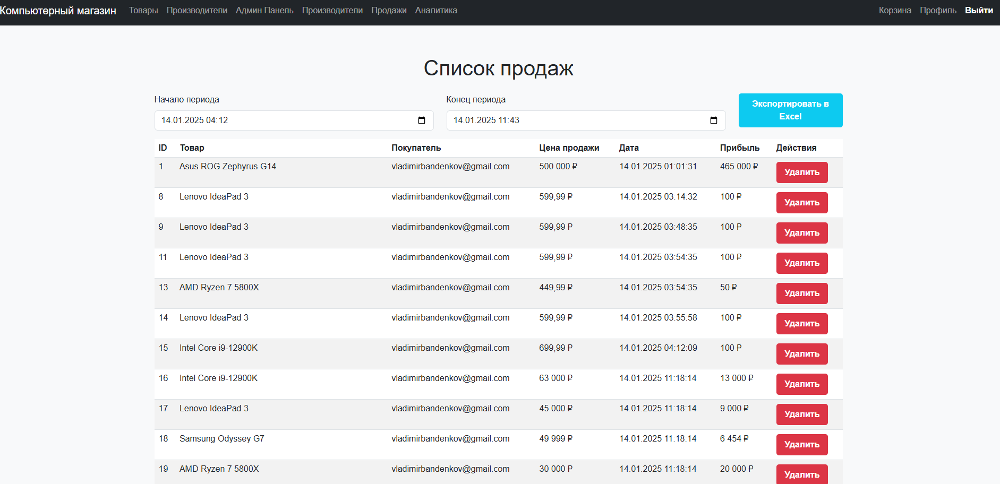 Компьютерный магазин Товары Производители Админ Панель Производители Продажи Аналитика Корзина Профиль Выйти
Список продаж
Начало периода Конец периода Экспортировать в
Excel
14.01.2025 04:12 14.01.2025 11:43
ID Товар Покупатель Цена продажи Дата Прибыль Действия
1 Asus ROG Zephyrus G14 vladimirbandenkov@gmail.com 500 000 ₽ 14.01.2025 01:01:31 465 000 ₽ Удалить
8 Lenovo IdeaPad 3 vladimirbandenkov@gmail.com 599,99 ₽ 14.01.2025 03:14:32 100 ₽ Удалить
9 Lenovo IdeaPad 3 vladimirbandenkov@gmail.com 599,99 ₽ 14.01.2025 03:48:35 100 ₽ Удалить
11 Lenovo IdeaPad 3 vladimirbandenkov@gmail.com 599,99 ₽ 14.01.2025 03:54:35 100 ₽ Удалить
13 AMD Ryzen 7 5800X vladimirbandenkov@gmail.com 449,99 ₽ 14.01.2025 03:54:35 50 ₽ Удалить
14 Lenovo IdeaPad 3 vladimirbandenkov@gmail.com 599,99 ₽ 14.01.2025 03:55:58 100 ₽ Удалить
15 Intel Core i9-12900K vladimirbandenkov@gmail.com 699,99 ₽ 14.01.2025 04:12:09 100 ₽ Удалить
16 Intel Core i9-12900K vladimirbandenkov@gmail.com 63 000 ₽ 14.01.2025 11:18:14 13 000 ₽ Удалить
17 Lenovo IdeaPad 3 vladimirbandenkov@gmail.com 45 000 ₽ 14.01.2025 11:18:14 9 000 ₽ Удалить
18 Samsung Odyssey G7 vladimirbandenkov@gmail.com 49 999 ₽ 14.01.2025 11:18:14 6 454 ₽ Удалить
19 AMD Ryzen 7 5800X vladimirbandenkov@gmail.com 30 000 ₽ 14.01.2025 11:18:14 20 000 ₽ Удалить